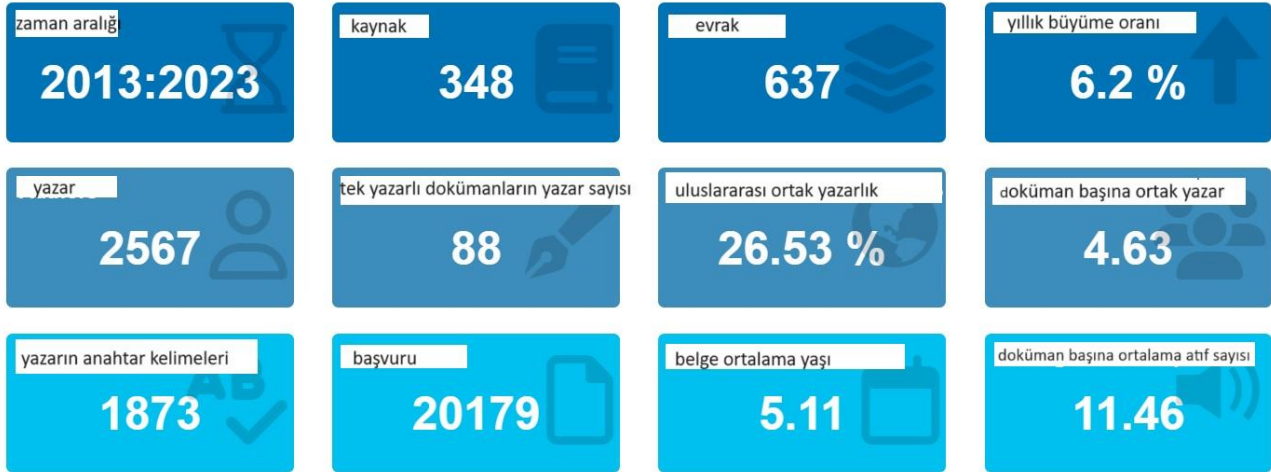 zaman aralığı
2013:2023
kaynak
348
evrak
637
yıllık büyüme oranı
6.2 %
yazar
2567
tek yazarlı dokümanların yazar sayısı
88
uluslararası ortak yazarlık
26.53 %
doküman başına ortak yazar
4.63
yazarın anahtar kelimeleri
1873
başvuru
20179
belge ortalama yaşı
5.11
doküman başına ortalama atıf sayısı
11.46